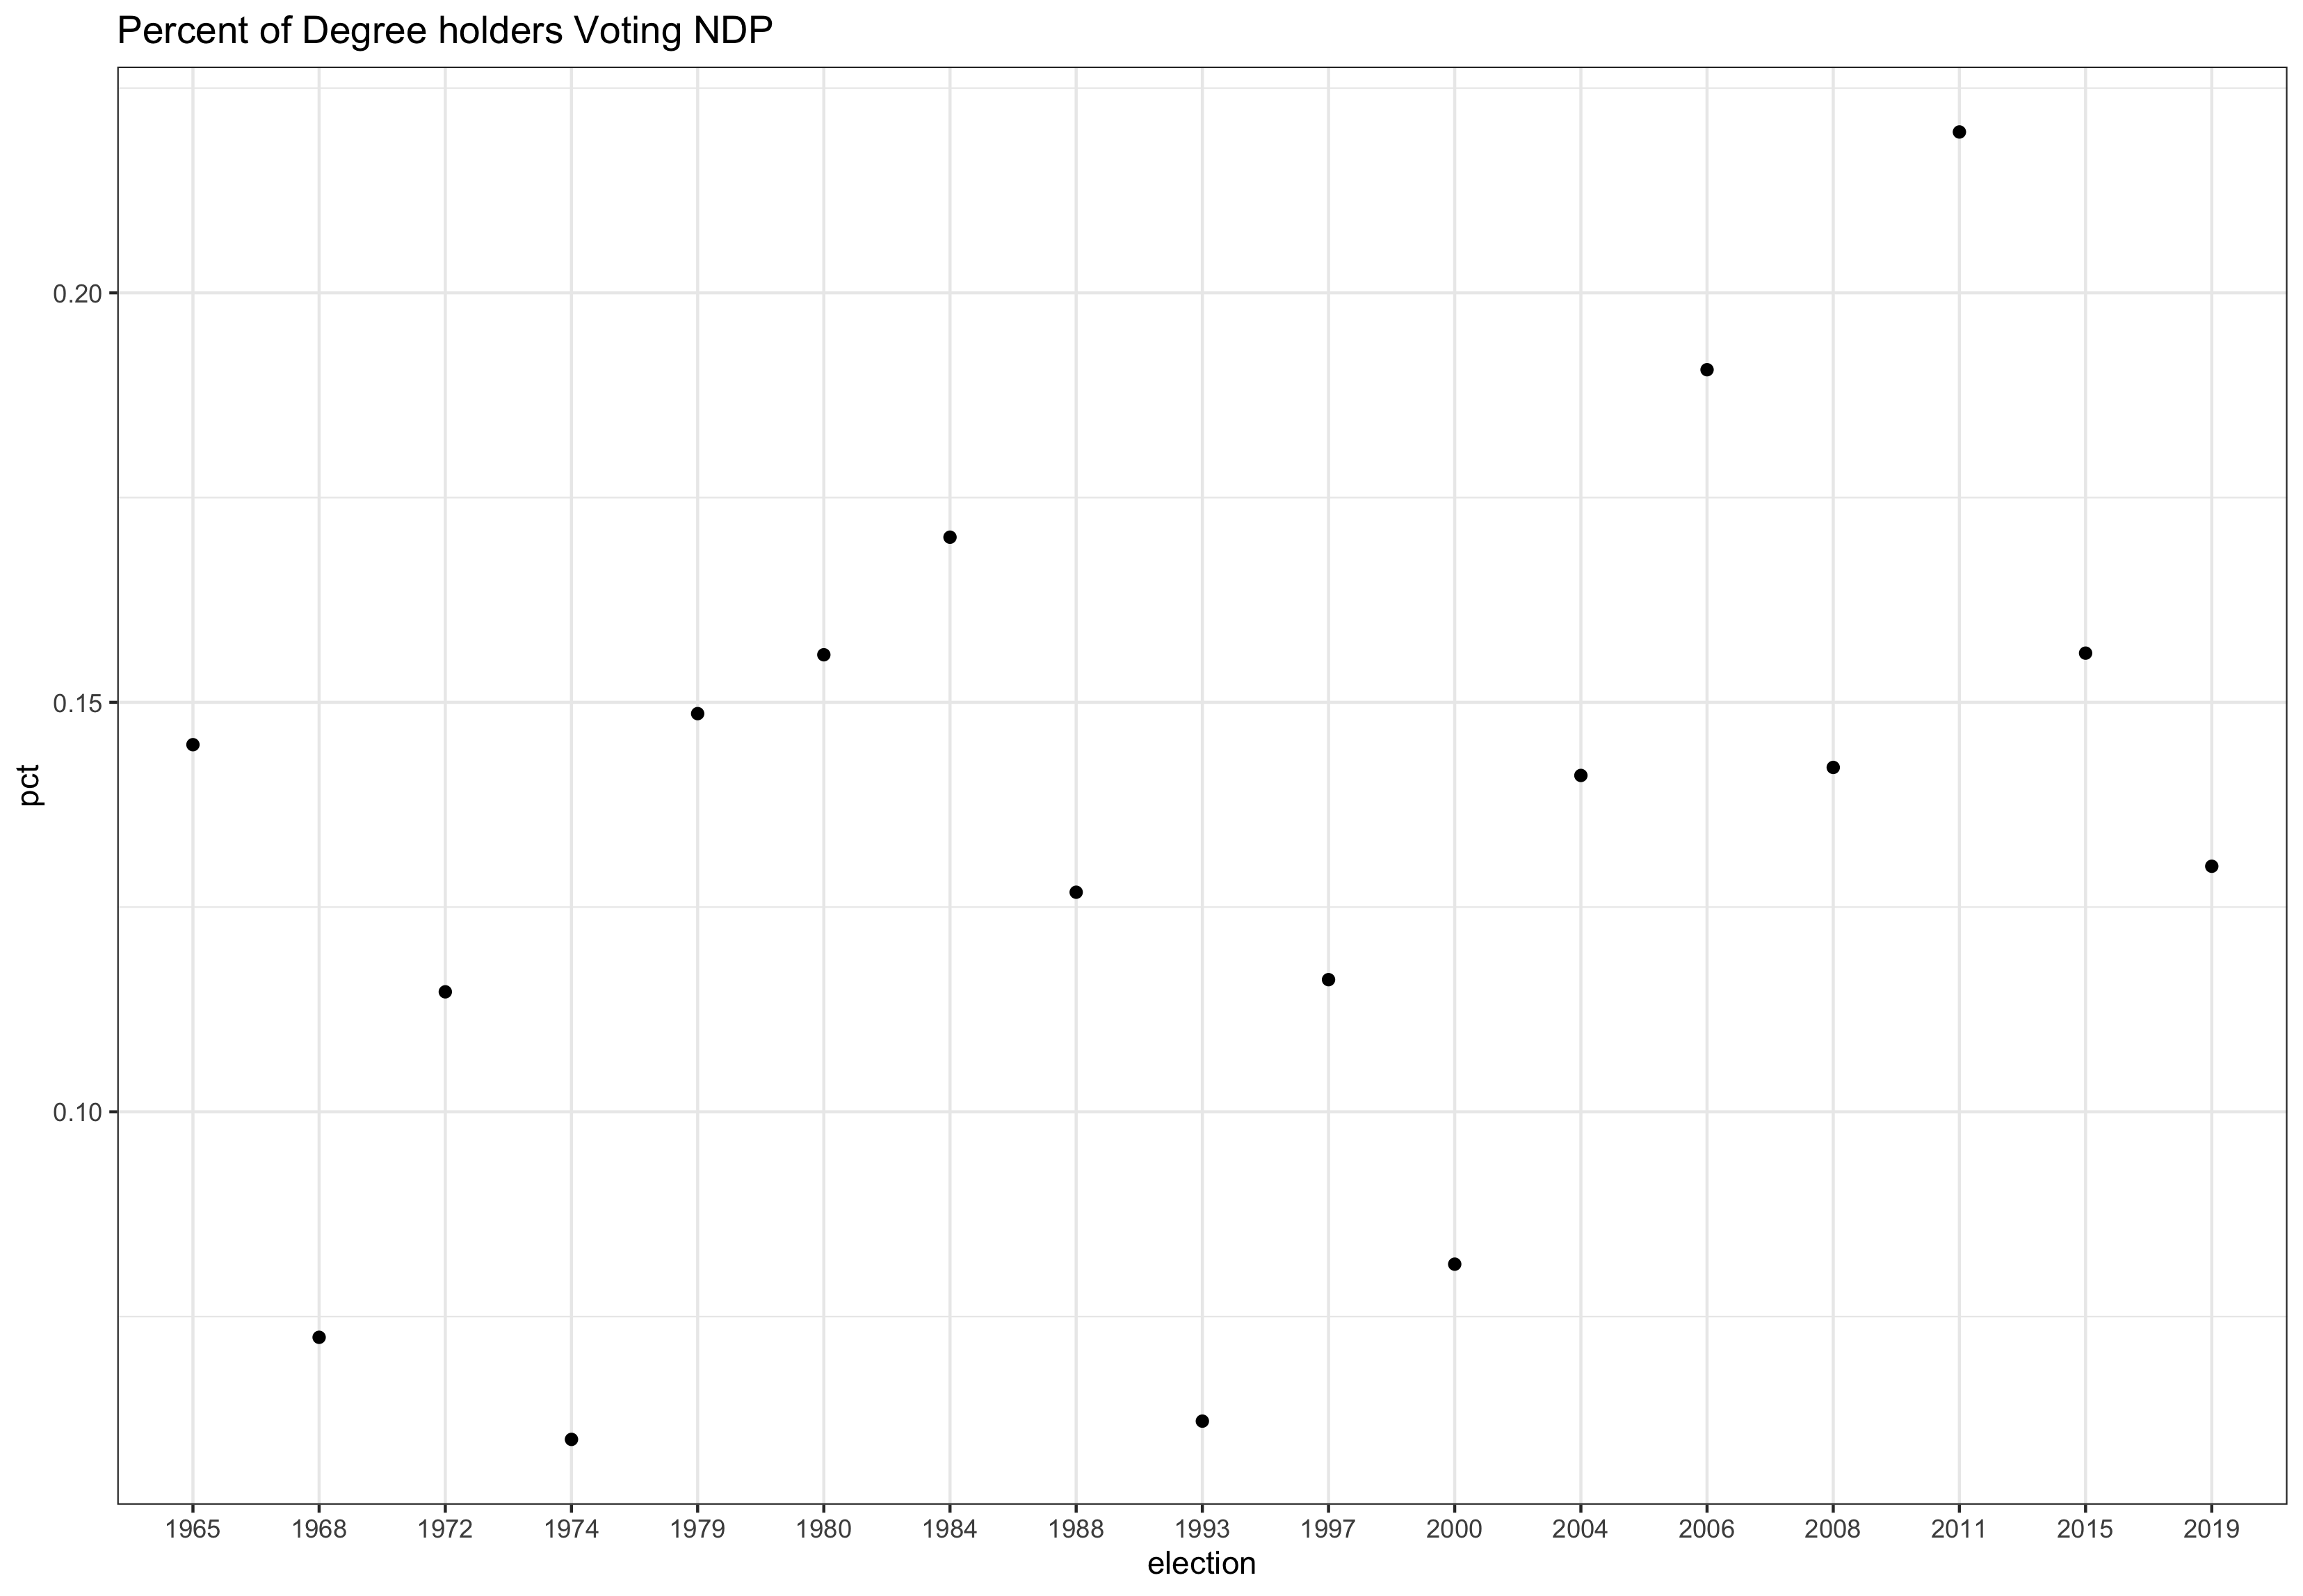 Percent of Degree holders Voting NDP
pct
0.20
0.15
0.10
1965 1968 1972 1974 1979 1980 1984 1988 1993 1997 2000 2004 2006 2008 2011 2015 2019
election